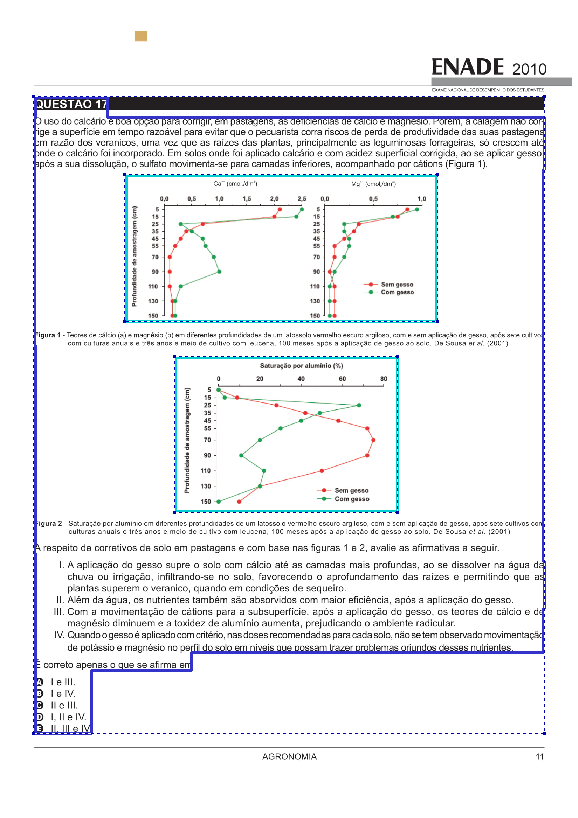 ENADE 2010
EXAME NACIONAL DE DESEMPENHO DOS ESTUDANTES
QUESTÃO 17
O uso do calcário é boa opção para corrigir, em pastagens, as deficiências de cálcio e magnésio. Porém, a calagem não cor-
rige a superfície em tempo razoável para evitar que o pecuarista corra riscos de perda de produtividade das suas pastagens
em razão dos veranicos, uma vez que as raízes das plantas, principalmente as leguminosas forrageiras, só crescem até
onde o calcário foi incorporado. Em solos onde foi aplicado calcário e com acidez superficial corrigida, ao se aplicar gesso,
após a sua dissolução, o sulfato movimenta-se para camadas inferiores, acompanhado por cátions (Figura 1).
Ca²⁺ (cmolc/dm³) Mg²⁺ (cmolc/dm³)
0,0 0,5 1,0 1,5 2,0 2,5 0,0 0,5 1,0
Profundidade de amostragem (cm)
5 5
15 15
25 25
35 35
45 45
55 55
70 70
90 90
110 110
130 130
150 150
Sem gesso
Com gesso
Figura 1 - Teores de cálcio (a) e magnésio (b) em diferentes profundidades de um latossolo vermelho escuro argiloso, com e sem aplicação de gesso, após sete cultivos
com culturas anuais e três anos e meio de cultivo com leucena, 100 meses após a aplicação de gesso ao solo. De Sousa et al. (2001)
Saturação por alumínio (%)
0 20 40 60 80
Profundidade de amostragem (cm)
5
15
25
35
45
55
70
90
110
130
150
Sem gesso
Com gesso
Figura 2 - Saturação por alumínio em diferentes profundidades de latossolo vermelho escuro argiloso, com e sem aplicação de gesso, após sete cultivos com
culturas anuais e três anos e meio de cultivo com leucena, 100 meses após a aplicação de gesso ao solo. De Sousa et al. (2001)
A respeito de corretivos de solo em pastagens e com base nas figuras 1 e 2, avalie as afirmativas a seguir.
I. A aplicação do gesso supre o solo com cálcio até as camadas mais profundas, ao se dissolver na água da
chuva ou irrigação, infiltrando-se no solo, favorecendo o aprofundamento das raízes e permitindo que as
plantas superem o veranico, quando em condições de sequeiro.
II. Além da água, os nutrientes também são absorvidos com maior eficiência, após a aplicação do gesso.
III. Com a movimentação de cátions para a subsuperfície, após a aplicação do gesso, os teores de cálcio e de
magnésio diminuem e a toxidez de alumínio aumenta, prejudicando o ambiente radicular.
IV. Quando o gesso é aplicado com critério, nas doses recomendadas para cada solo, não se tem observado movimentação
de potássio e magnésio no perfil do solo em níveis que possam trazer problemas oriundos desses nutrientes.
É correto apenas o que se afirma em
A I e III.
B I e IV.
C II e III.
D I, II e IV.
E II, III e IV.
AGRONOMIA
11